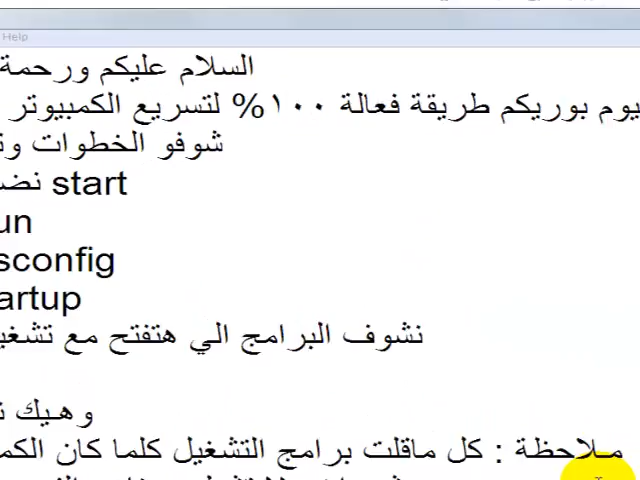 Help
السلام عليكم ورحمة
يوم بوريكم طريقة فعالة ١٠٠% لتسريع الكمبيوتر
شوفو الخطوات
start
un
sconfig
artup
نشوف البرامج الي هتفتح مع تشغي
وهيك
ملاحظة : كل ماقلت برامج التشغيل كلما كان الكم